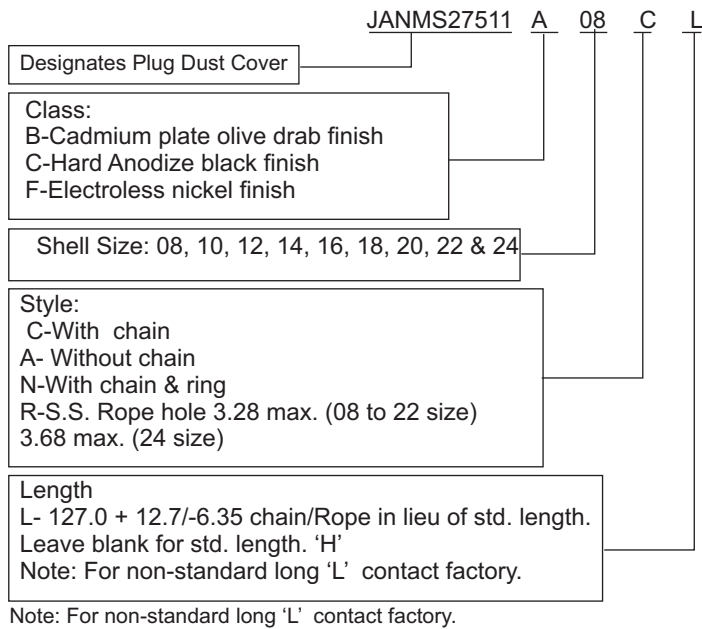 JANMS27511 A 08 C L
Designates Plug Dust Cover
Class:
B-Cadmium plate olive drab finish
C-Hard Anodize black finish
F-Electroless nickel finish
Shell Size: 08, 10, 12, 14, 16, 18, 20, 22 & 24
Style:
C-With chain
A- Without chain
N-With chain & ring
R-S.S. Rope hole 3.28 max. (08 to 22 size)
3.68 max. (24 size)
Length
L- 127.0 + 12.7/-6.35 chain/Rope in lieu of std. length.
Leave blank for std. length. ‘H’
Note: For non-standard long ‘L’ contact factory.
Note: For non-standard long ‘L’ contact factory.